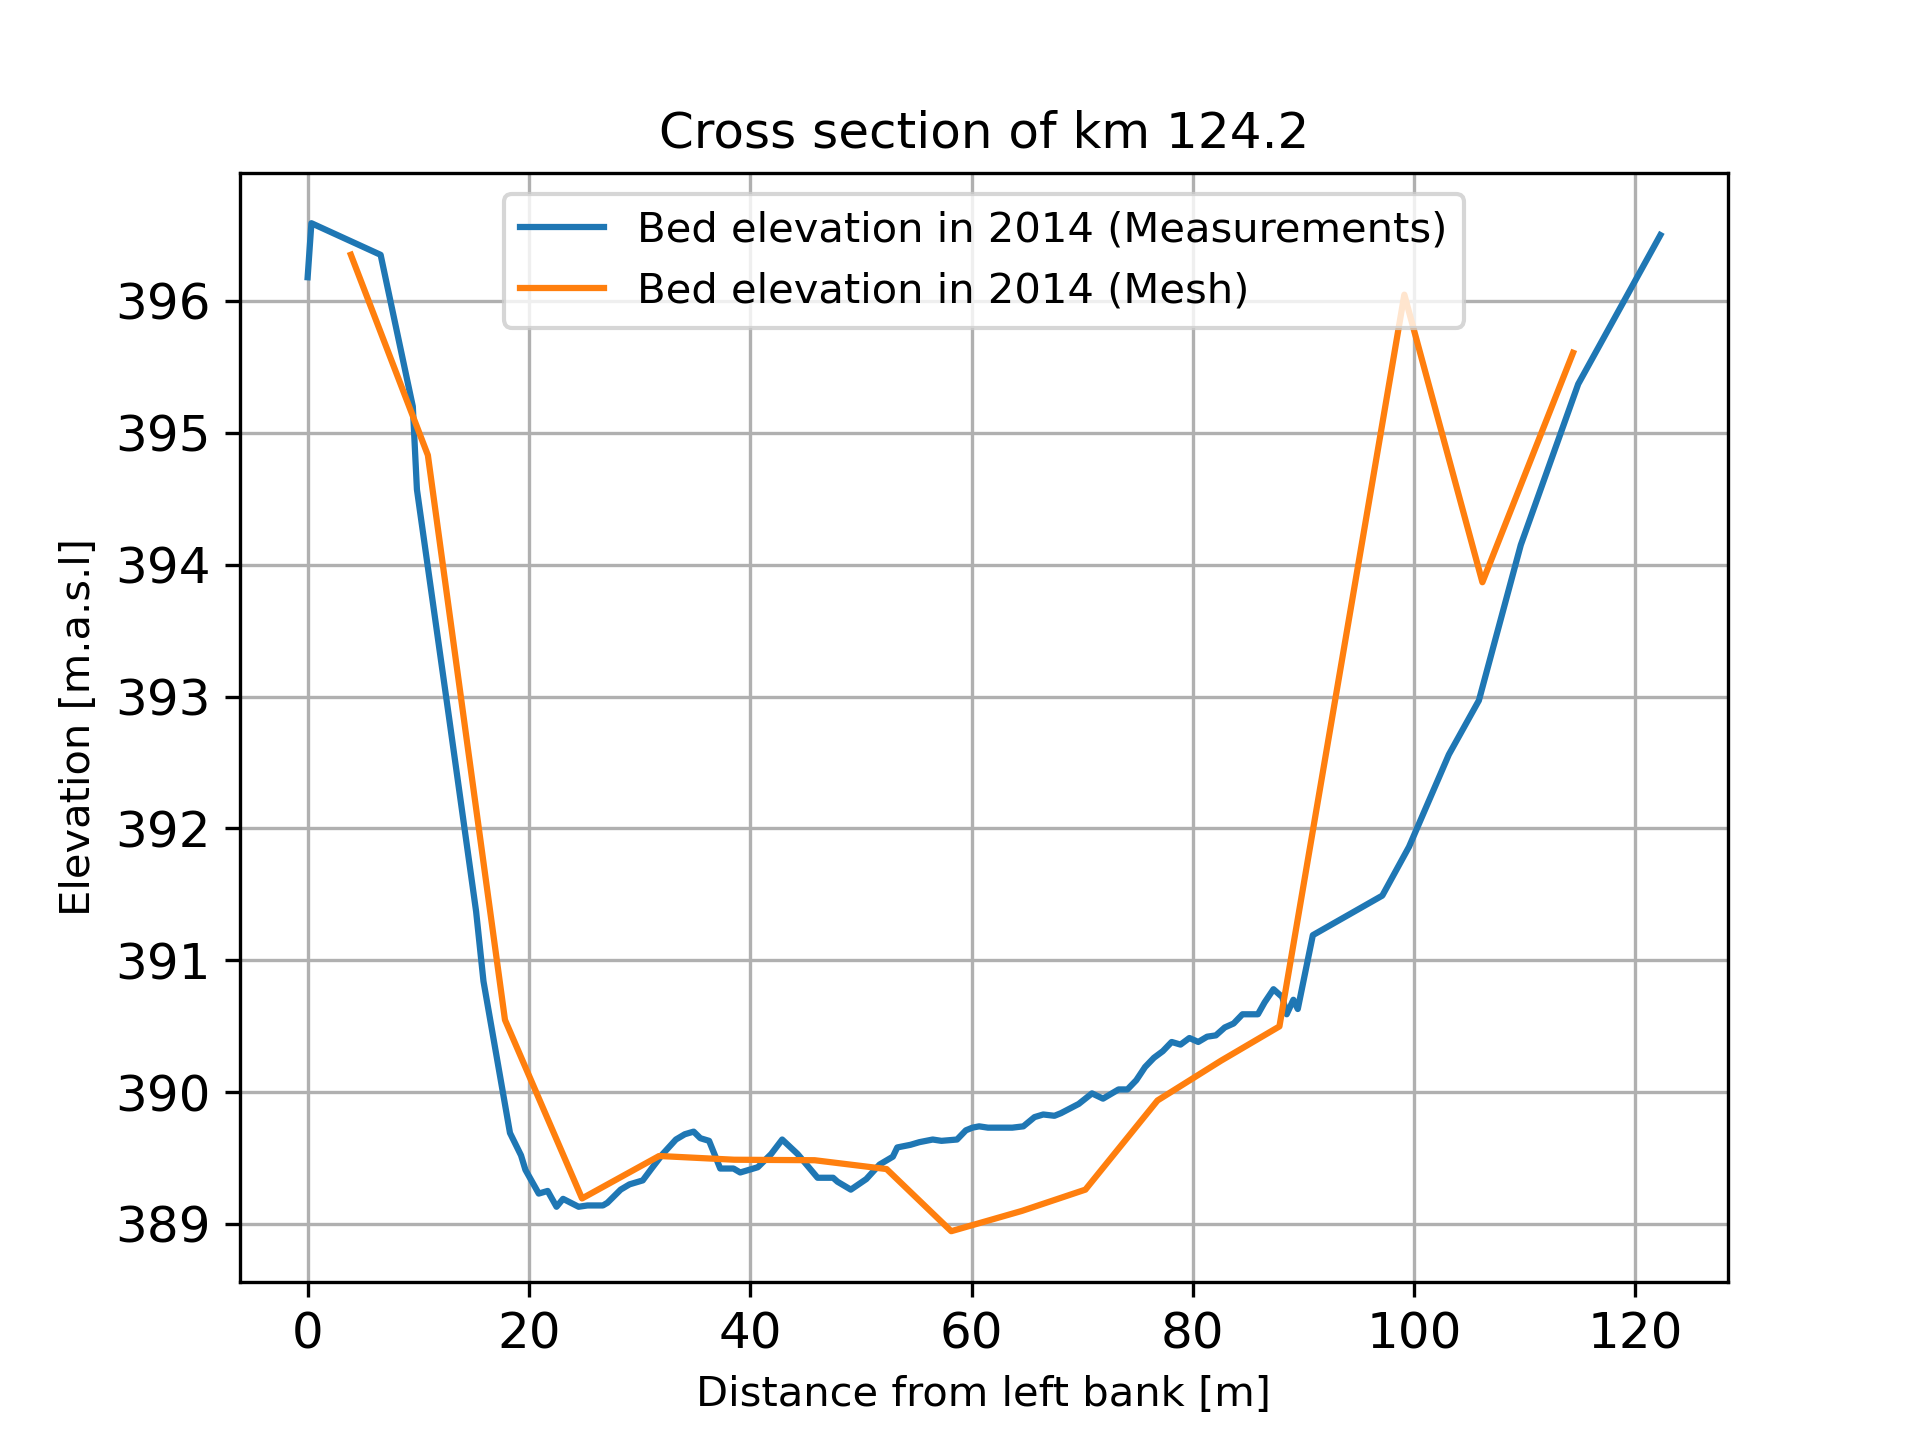 Cross section of km 124.2
Bed elevation in 2014 (Measurements)
Bed elevation in 2014 (Mesh)
Elevation [m.a.s.l]
396
395
394
393
392
391
390
389
0 20 40 60 80 100 120
Distance from left bank [m]